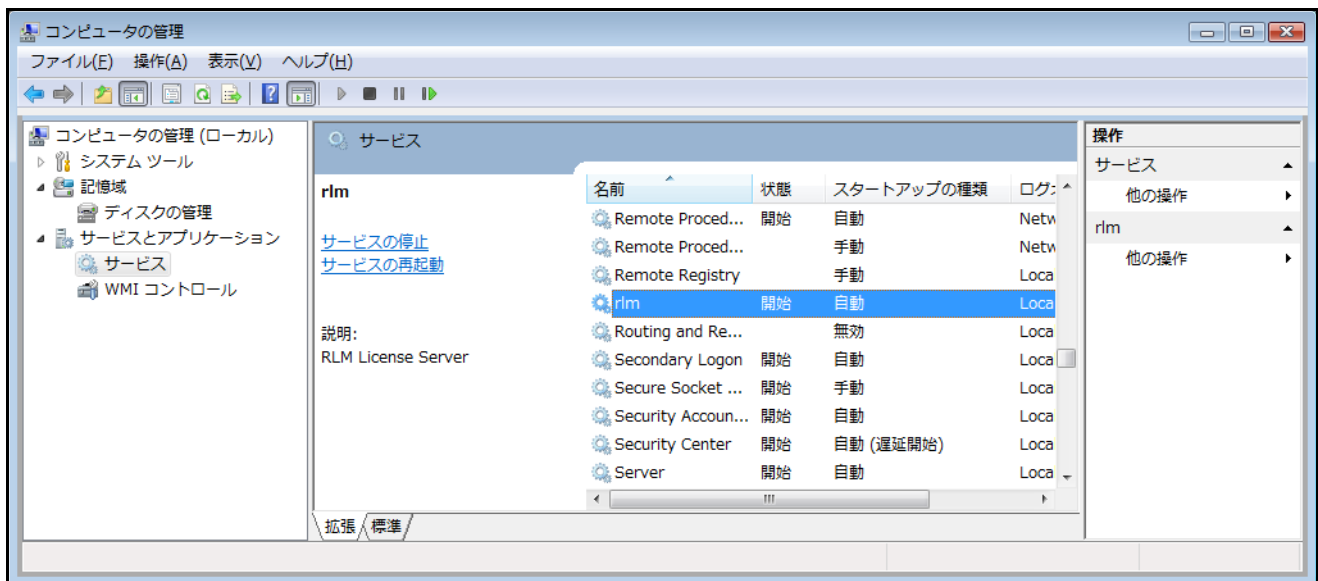 コンピュータの管理
ファイル(F) 操作(A) 表示(V) ヘルプ(H)
コンピュータの管理 (ローカル)
システム ツール
記憶域
ディスクの管理
サービスとアプリケーション
サービス
WMI コントロール
サービス
rlm
サービスの停止
サービスの再起動
説明:
RLM License Server
名前 状態 スタートアップの種類 ログ
Remote Proced... 開始 自動 Netw
Remote Proced... 手動 Netw
Remote Registry 手動 Loca
rlm 開始 自動 Loca
Routing and Re... 無効 Loca
Secondary Logon 開始 自動 Loca
Secure Socket ... 開始 手動 Loca
Security Accoun... 開始 自動 Loca
Security Center 開始 自動 (遅延開始) Loca
Server 開始 自動 Loca
拡張 標準
操作
サービス
他の操作
rlm
他の操作